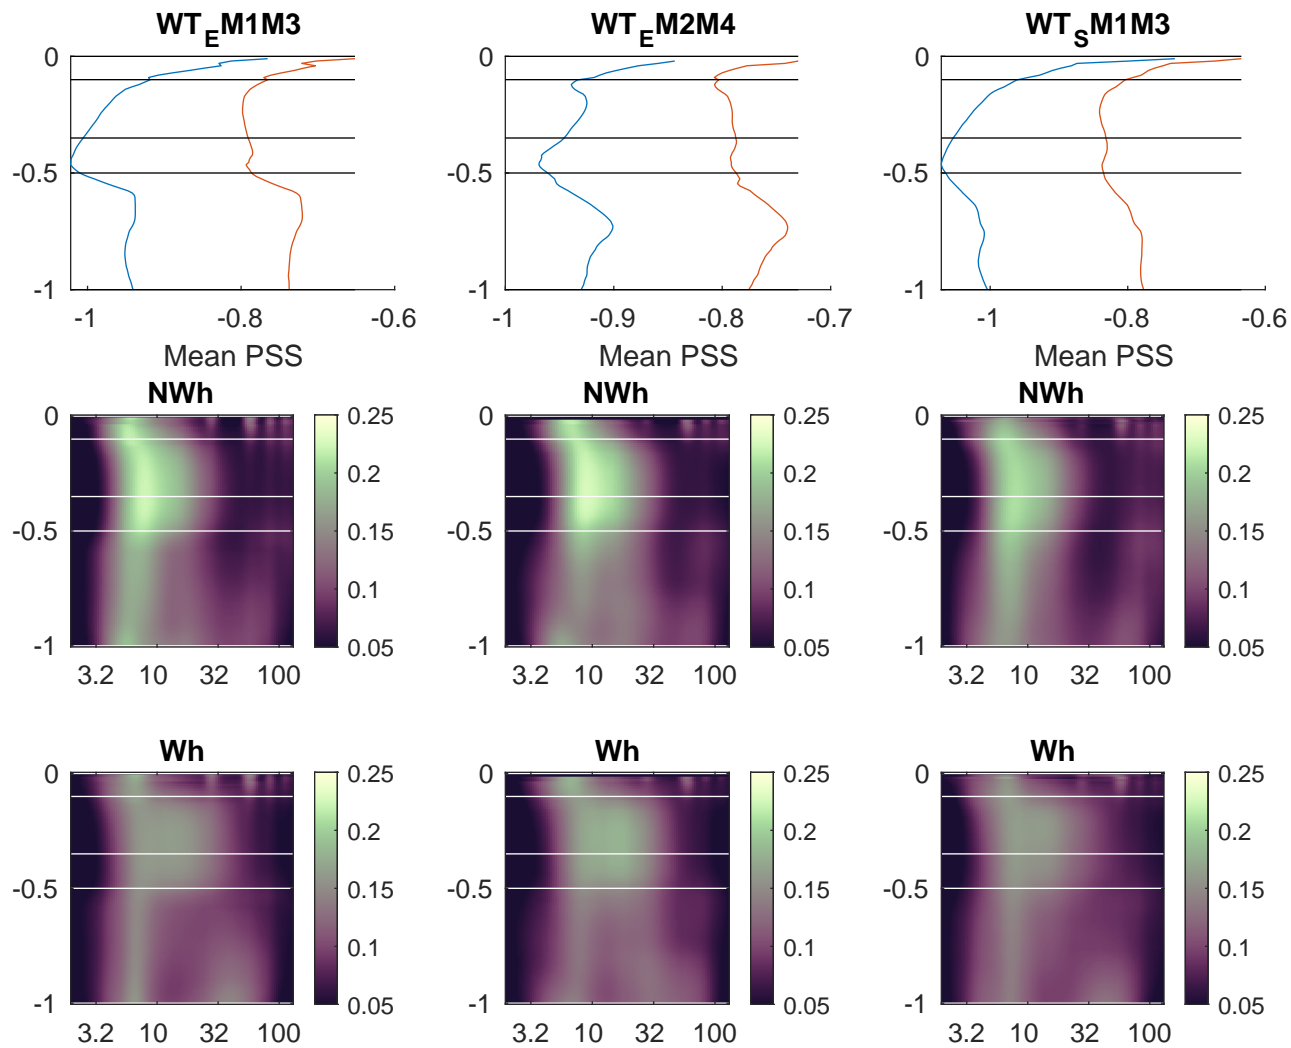 WT_E M1M3 WT_E M2M4 WT_S M1M3
0 0 0
-0.5 -0.5 -0.5
-1 -1 -1
-1 -0.8 -0.6 -1 -0.9 -0.8 -0.7 -1 -0.8 -0.6
Mean PSS Mean PSS Mean PSS
NWh NWh NWh
0 0.25 0 0.25 0 0.25
0.2 0.2 0.2
-0.5 0.15 -0.5 0.15 -0.5 0.15
0.1 0.1 0.1
-1 0.05 -1 0.05 -1 0.05
3.2 10 32 100 3.2 10 32 100 3.2 10 32 100
Wh Wh Wh
0 0.25 0 0.25 0 0.25
0.2 0.2 0.2
-0.5 0.15 -0.5 0.15 -0.5 0.15
0.1 0.1 0.1
-1 0.05 -1 0.05 -1 0.05
3.2 10 32 100 3.2 10 32 100 3.2 10 32 100